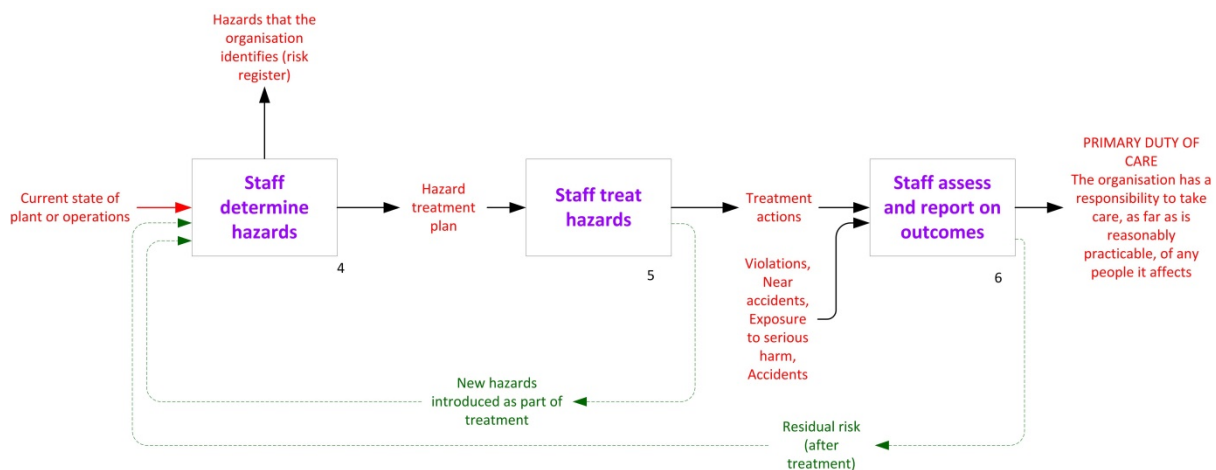 Hazards that the
organisation
identifies (risk
register)
Current state of
plant or operations
Staff
determine
hazards
4
Hazard
treatment
plan
Staff treat
hazards
5
Treatment
actions
Violations,
Near
accidents,
Exposure
to serious
harm,
Accidents
Staff assess
and report on
outcomes
6
PRIMARY DUTY OF
CARE
The organisation has a
responsibility to take
care, as far as is
reasonably
practicable, of any
people it affects
New hazards
introduced as part of
treatment
Residual risk
(after
treatment)